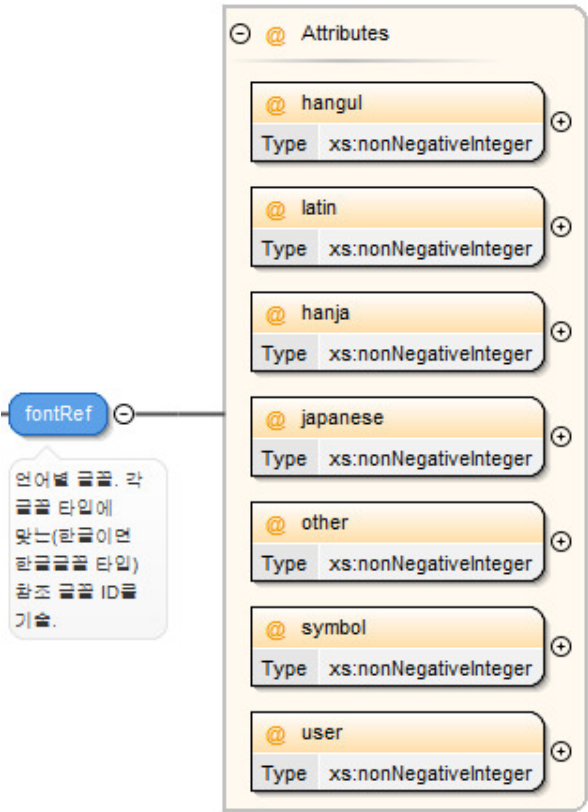 @ Attributes
@ hangul
Type xs:nonNegativeInteger
@ latin
Type xs:nonNegativeInteger
@ hanja
Type xs:nonNegativeInteger
fontRef
@ japanese
Type xs:nonNegativeInteger
언어별 글꼴. 각
글꼴 타입에
맞는(한글이면
한글글꼴 타입)
참조 글꼴 ID를
기술.
@ other
Type xs:nonNegativeInteger
@ symbol
Type xs:nonNegativeInteger
@ user
Type xs:nonNegativeInteger